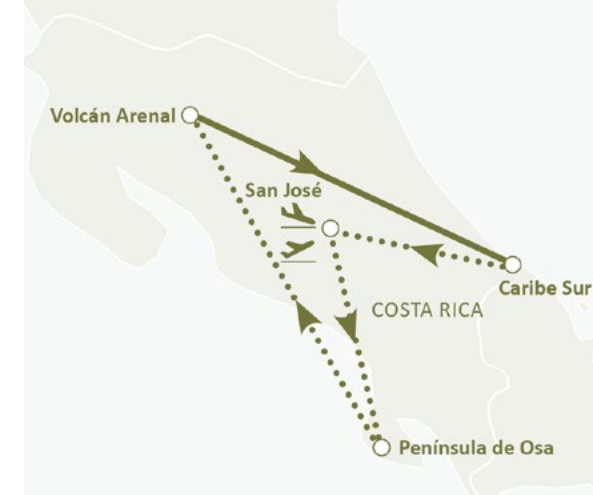 Volcán Arenal
San José
Caribe Sur
COSTA RICA
Península de Osa